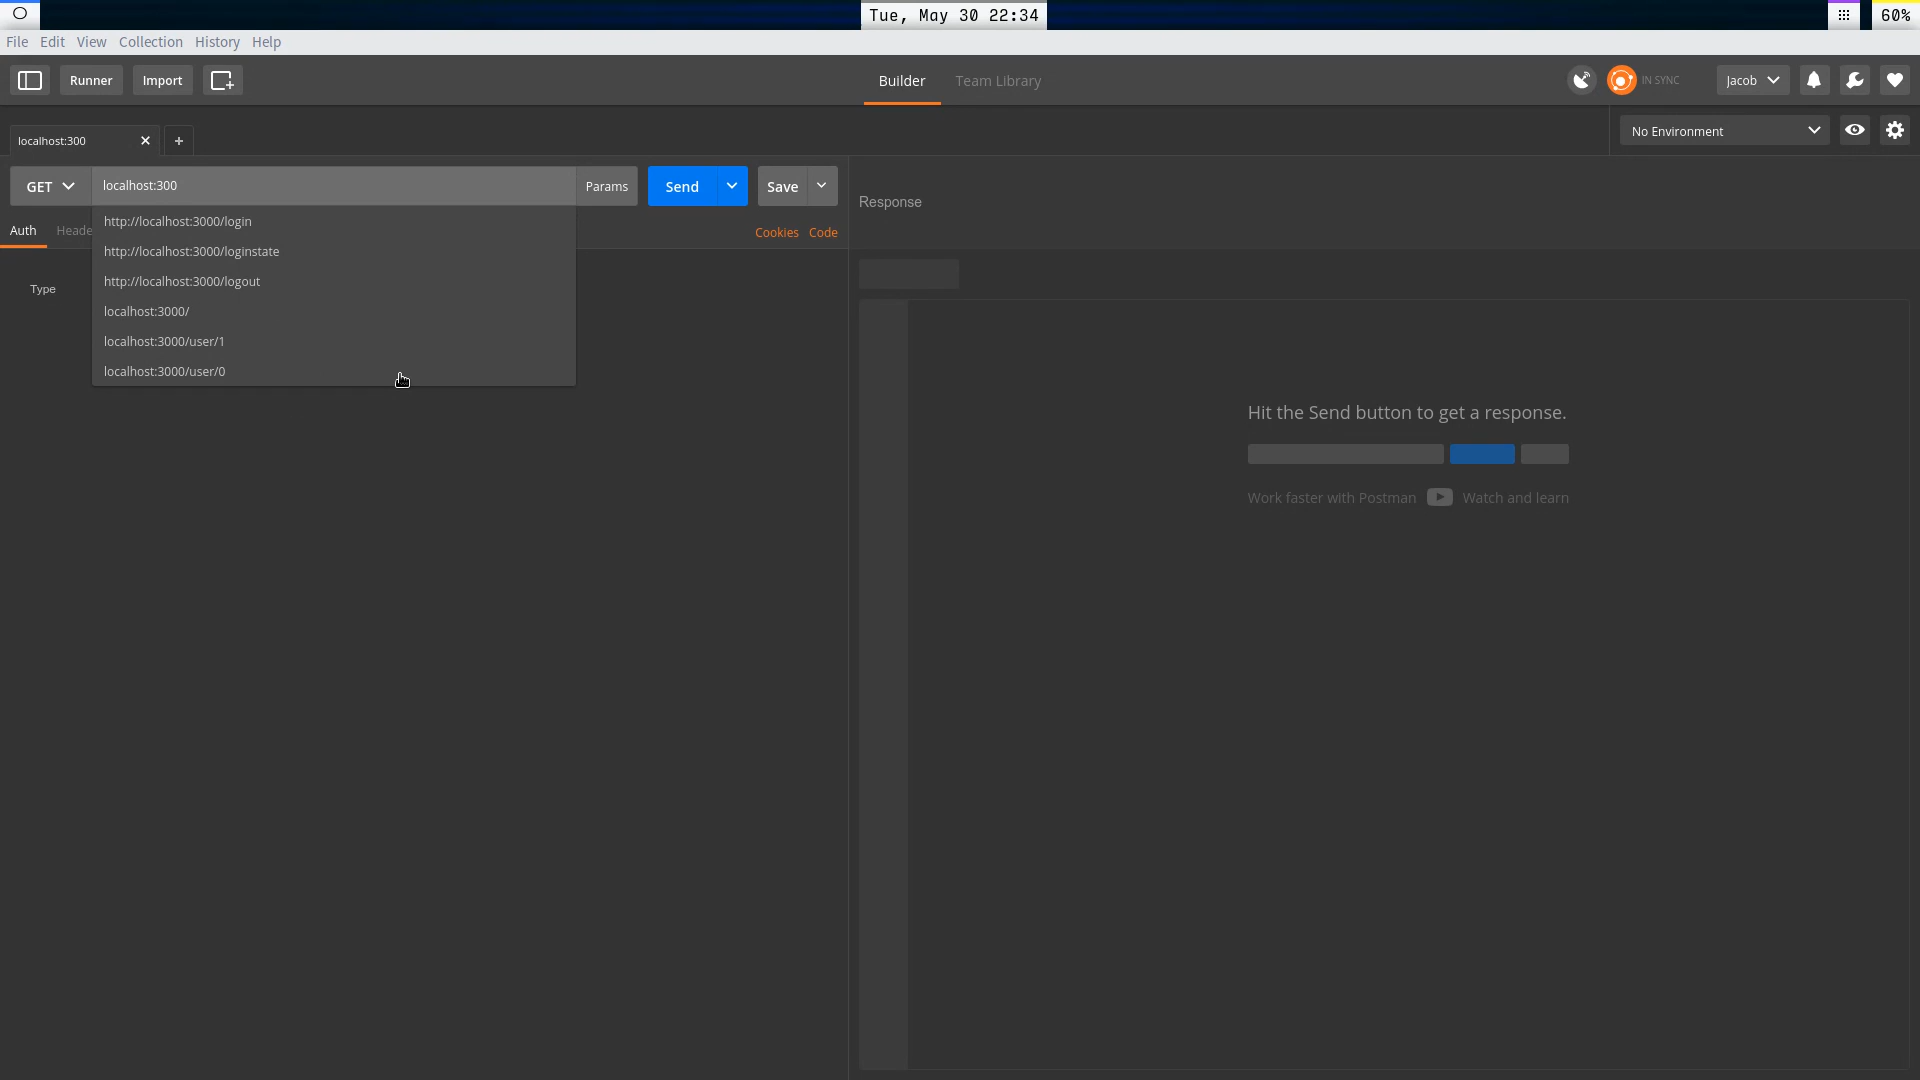 Tue, May 30 22:34
60%
File Edit View Collection History Help
Runner Import
Builder Team Library
IN SYNC
Jacob
localhost:300
No Environment
GET
localhost:300
Params
Send
Save
Response
http://localhost:3000/login
Auth Heade
Cookies Code
http://localhost:3000/loginstate
http://localhost:3000/logout
Type
localhost:3000/
localhost:3000/user/1
localhost:3000/user/0
Hit the Send button to get a response.
Work faster with Postman Watch and learn